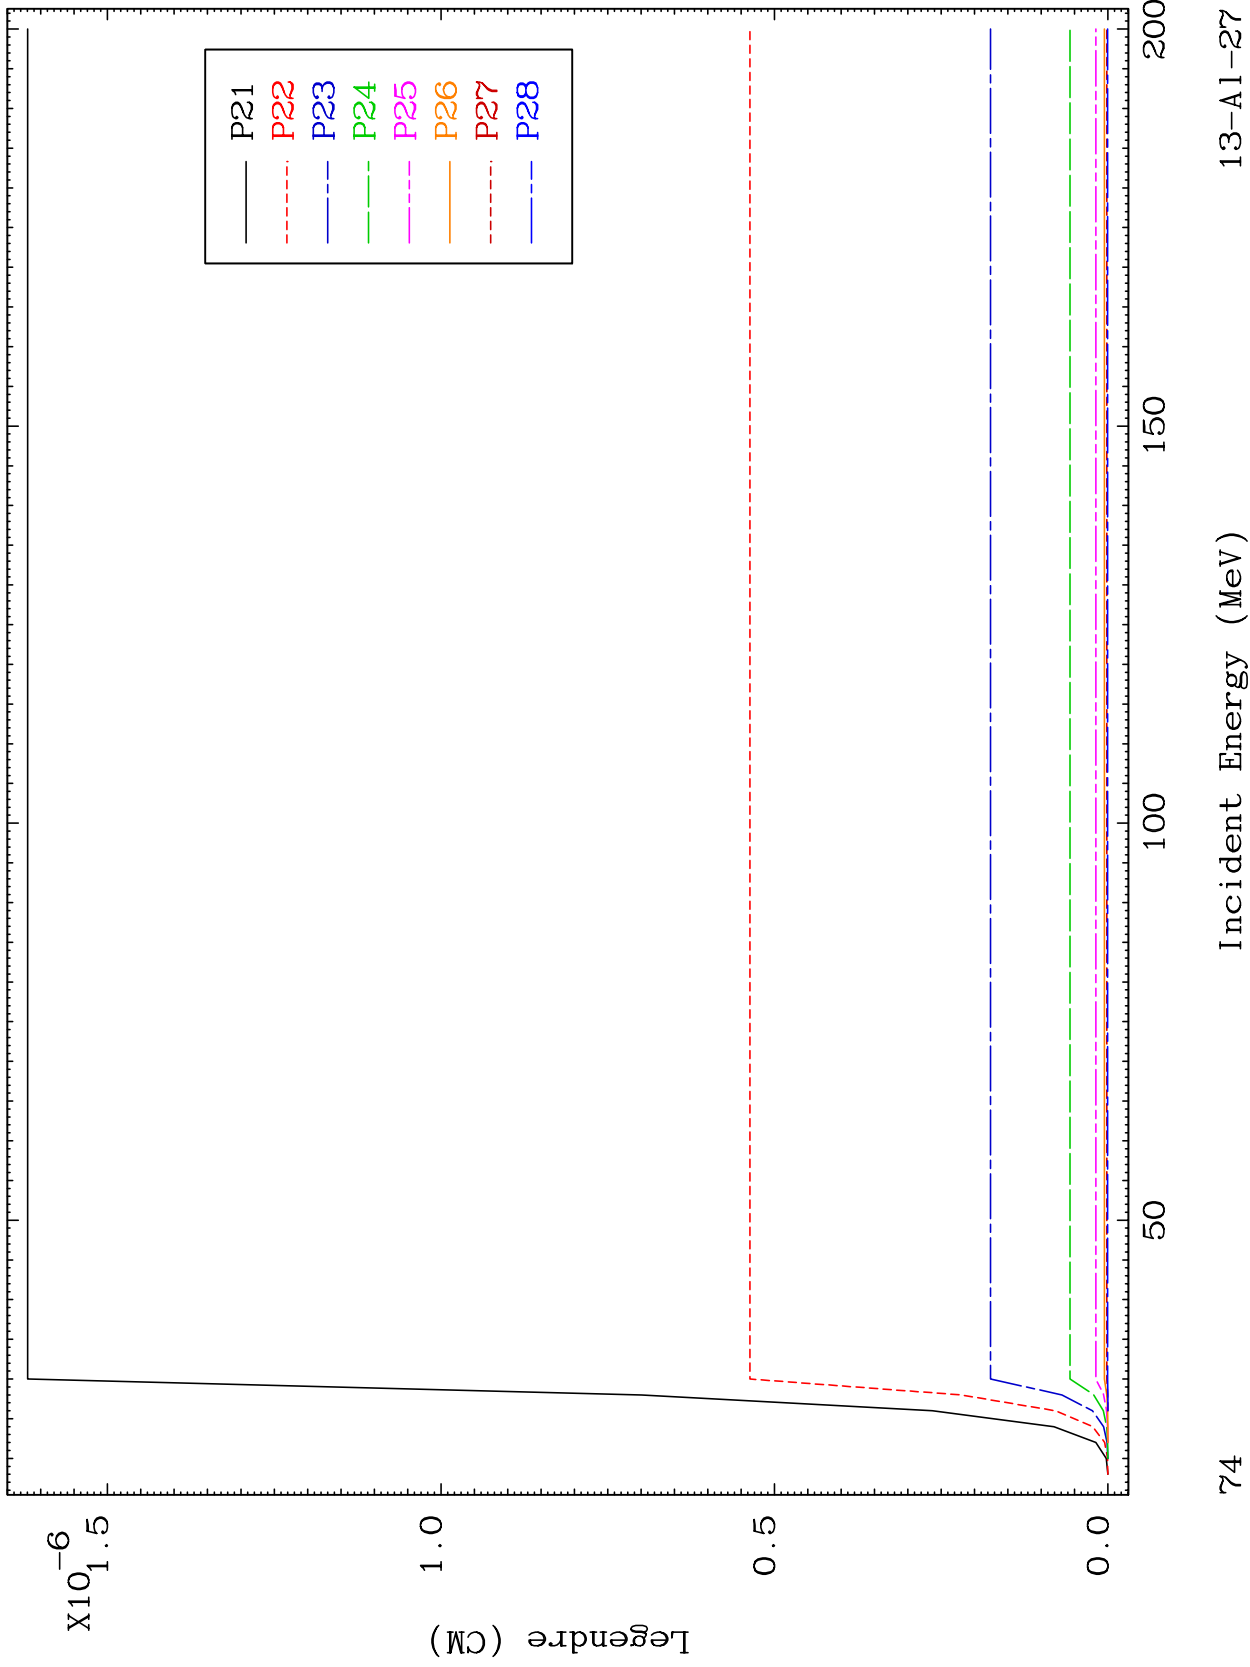 X10-6
1.5
1.0
0.5
0.0
Legendre (CM)
P21
P22
P23
P24
P25
P26
P27
P28
50
100
150
200
Incident Energy (MeV)
74
13-Al-27